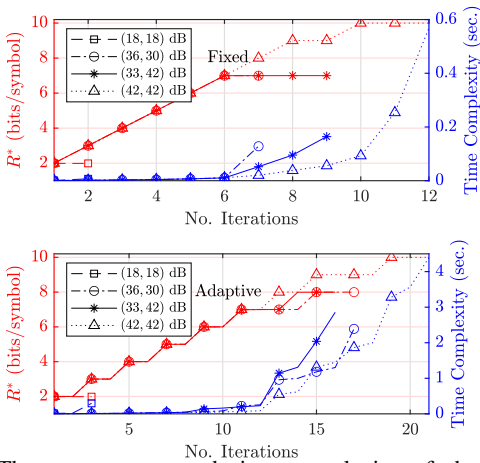 10
8
6
4
2
R* (bits/symbol)
(18, 18) dB
(36, 30) dB
(33, 42) dB
(42, 42) dB
Fixed
0.6
0.4
0.2
0
Time Complexity (sec.)
2 4 6 8 10 12
No. Iterations
10
8
6
4
2
R* (bits/symbol)
(18, 18) dB
(36, 30) dB
(33, 42) dB
(42, 42) dB
Adaptive
4
3
2
1
0
Time Complexity (sec.)
5 10 15 20
No. Iterations